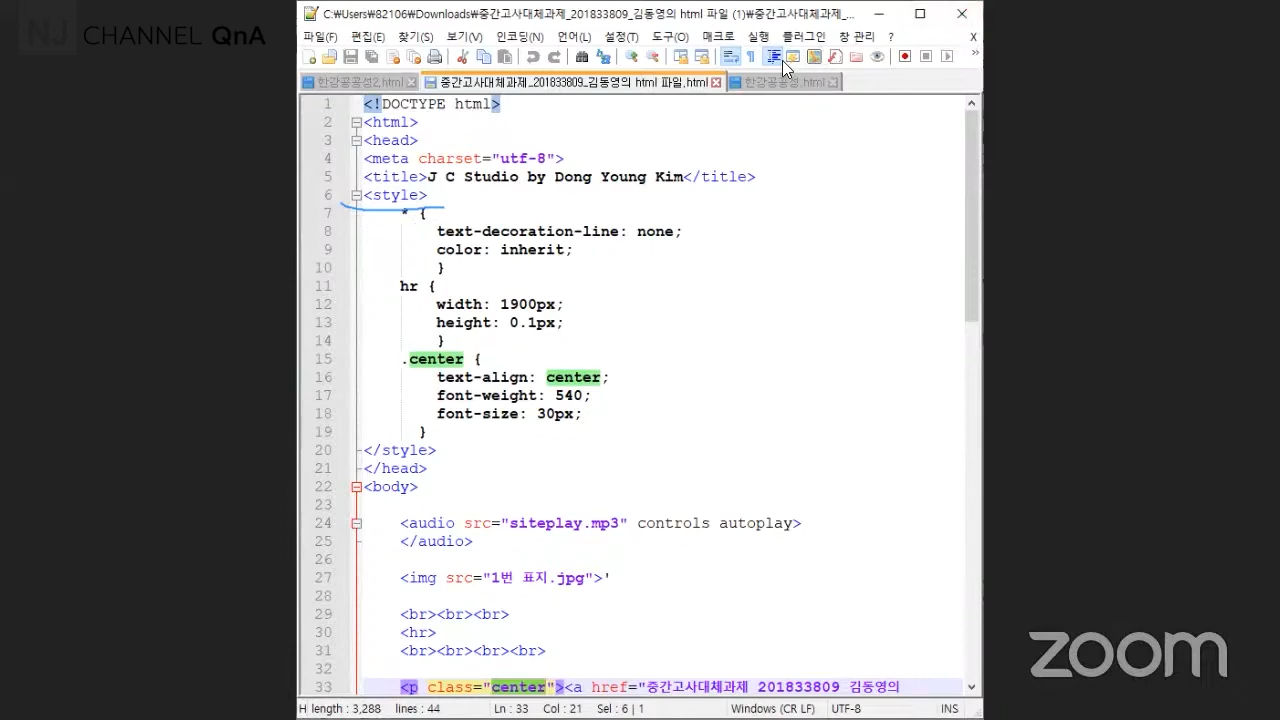 NJ CHANNEL QnA
C:\Users\82106\Downloads\중간고사대체과제_201833809_김동영의 html 파일 (1)\중간고사대체과제_...
파일(F) 편집(E) 찾기(S) 보기(V) 인코딩(N) 언어(L) 설정(T) 도구(O) 매크로 실행 플러그인 창 관리 ? X
한강공공성2.html 중간고사대체과제_201833809_김동영의 html 파일.html 한강공공성.html
1 <!DOCTYPE html>
2 <html>
3 <head>
4 <meta charset="utf-8">
5 <title>J C Studio by Dong Young Kim</title>
6 <style>
7 * {
8 text-decoration-line: none;
9 color: inherit;
10 }
11 hr {
12 width: 1900px;
13 height: 0.1px;
14 }
15 .center {
16 text-align: center;
17 font-weight: 540;
18 font-size: 30px;
19 }
20 </style>
21 </head>
22 <body>
23
24 <audio src="siteplay.mp3" controls autoplay>
25 </audio>
26
27 <img src="1번 표지.jpg">'
28
29 <br><br><br>
30 <hr>
31 <br><br><br><br>
32
33 <p class="center"><a href="중간고사대체과제 201833809 김동영의
H length : 3,288 lines : 44 Ln : 33 Col : 21 Sel : 6 | 1 Windows (CR LF) UTF-8 INS
zoom